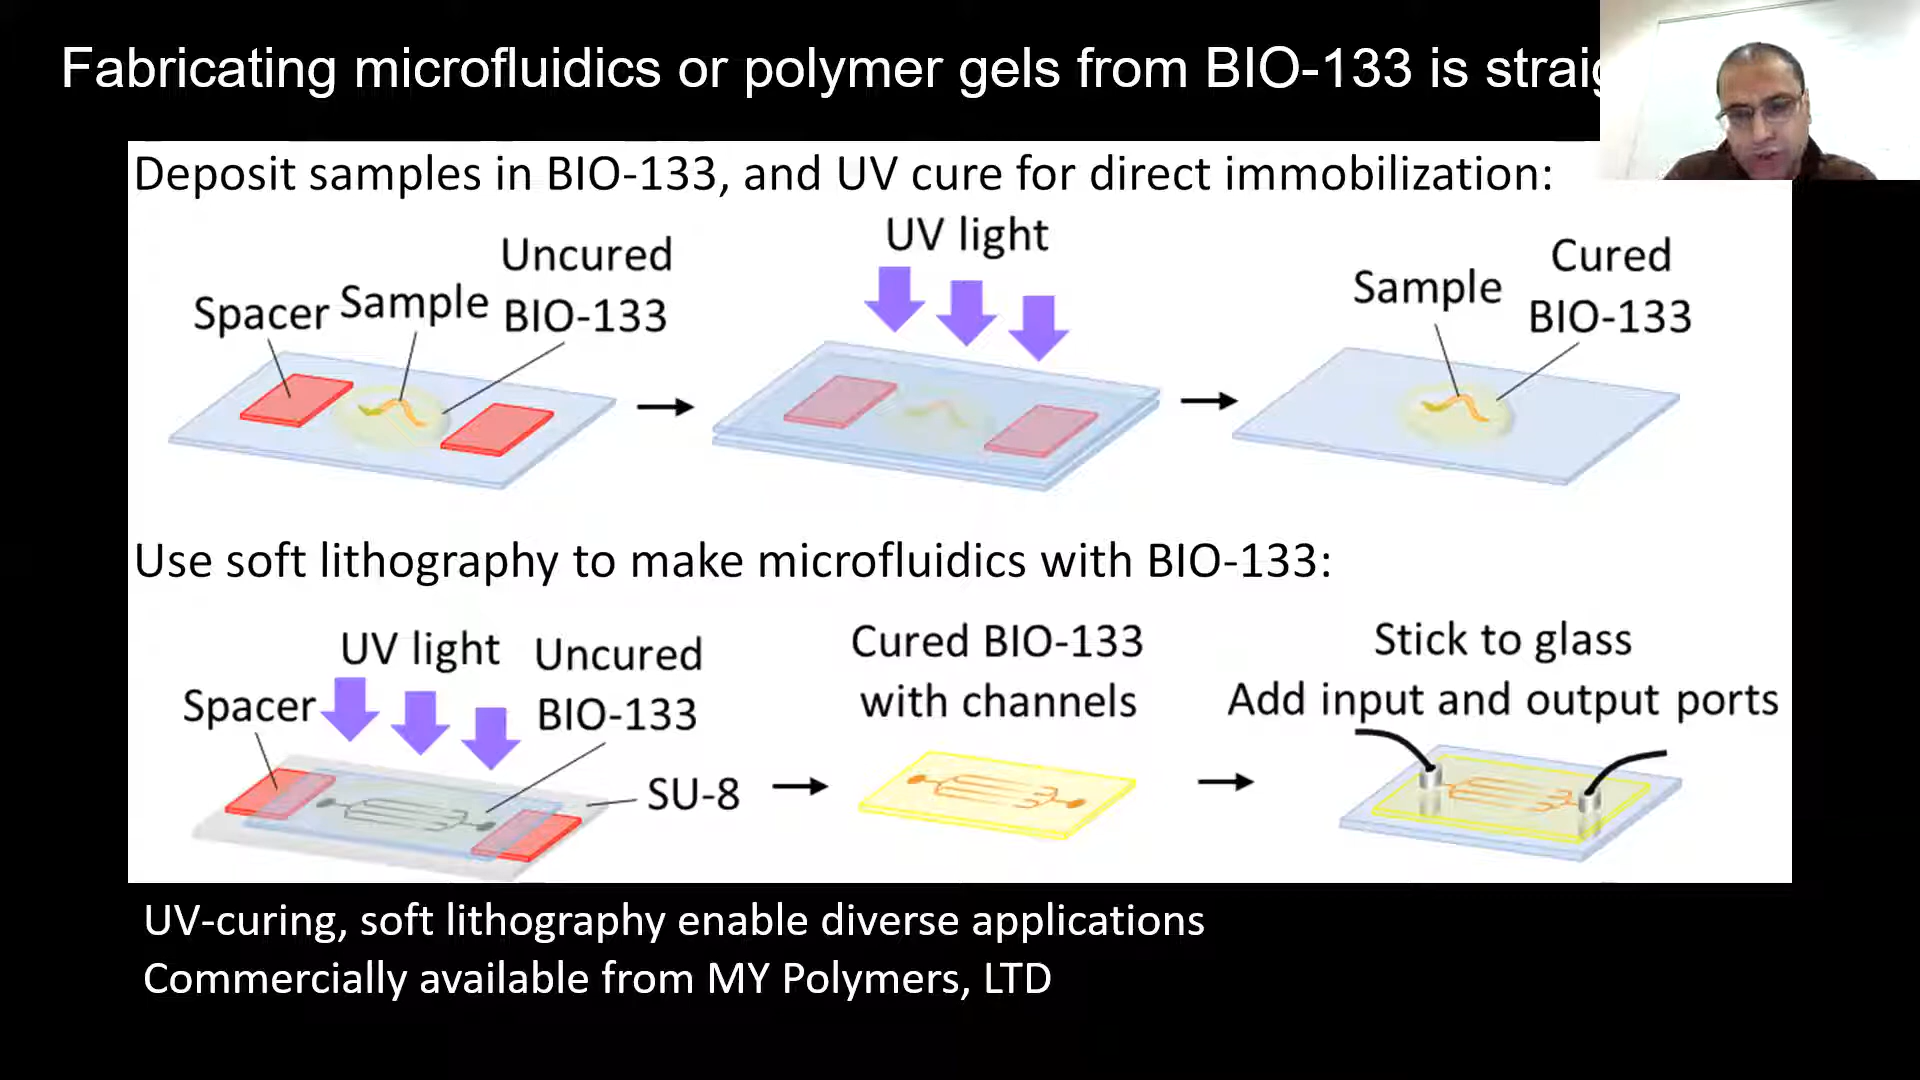 Fabricating microfluidics or polymer gels from BIO-133 is
Deposit samples in BIO-133, and UV cure for direct immobilization:
UV light
Spacer
Sample
Uncured
BIO-133
Sample
Cured
BIO-133
Use soft lithography to make microfluidics with BIO-133:
Spacer
UV light
Uncured
BIO-133
SU-8
Cured BIO-133
with channels
Stick to glass
Add input and output ports
UV-curing, soft lithography enable diverse applications
Commercially available from MY Polymers, LTD